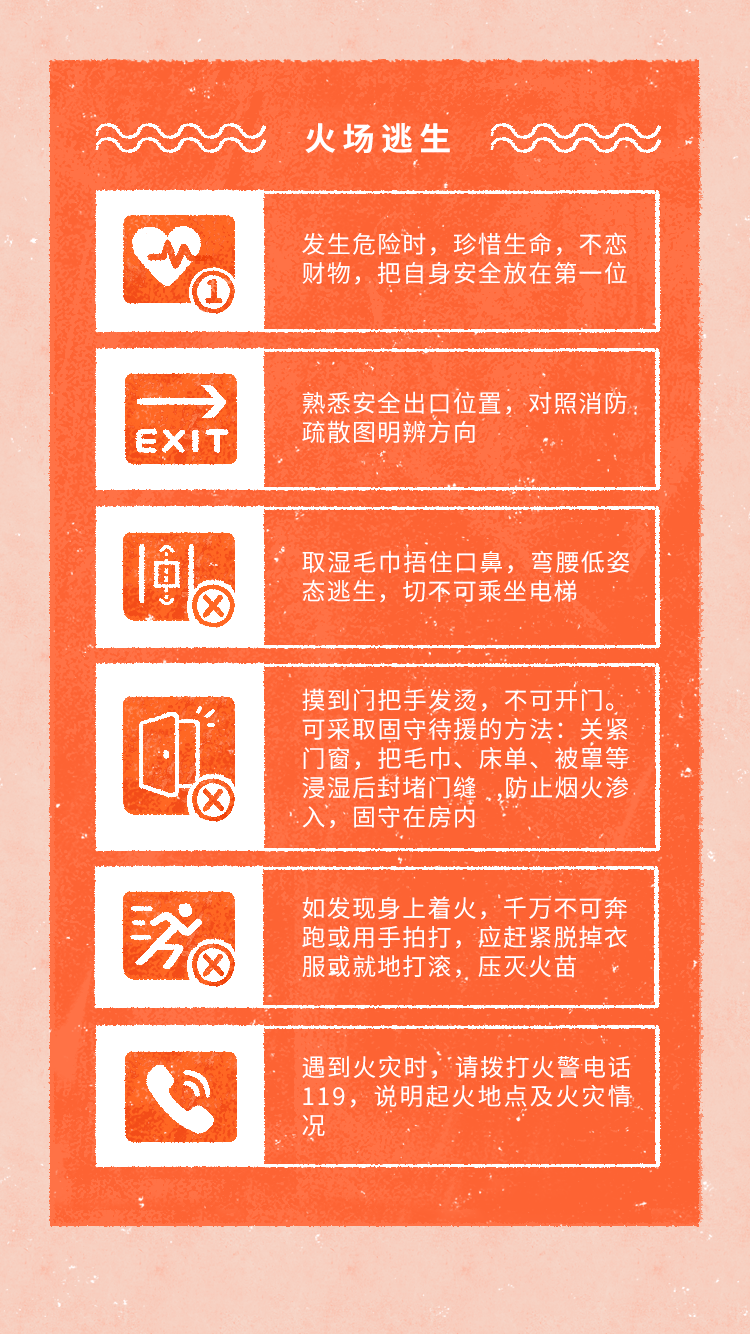 火场逃生
1
发生危险时，珍惜生命，不恋
财物，把自身安全放在第一位
EXIT
熟悉安全出口位置，对照消防
疏散图明辨方向
取湿毛巾捂住口鼻，弯腰低姿
态逃生，切不可乘坐电梯
摸到门把手发烫，不可开门。
可采取固守待援的方法：关紧
门窗，把毛巾、床单、被罩等
浸湿后封堵门缝 ,防止烟火渗
入，固守在房内
如发现身上着火，千万不可奔
跑或用手拍打，应赶紧脱掉衣
服或就地打滚，压灭火苗
遇到火灾时，请拨打火警电话
119，说明起火地点及火灾情
况